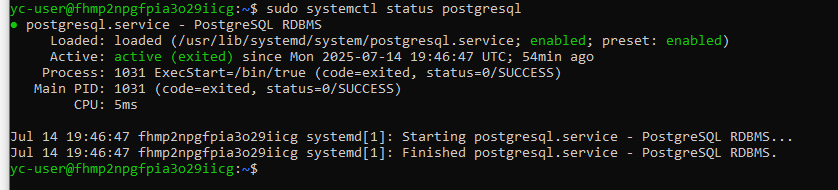 yc-user@fhmp2npgfpia3o29iicg:~$ sudo systemctl status postgresql
● postgresql.service - PostgreSQL RDBMS
Loaded: loaded (/usr/lib/systemd/system/postgresql.service; enabled; preset: enabled)
Active: active (exited) since Mon 2025-07-14 19:46:47 UTC; 54min ago
Process: 1031 ExecStart=/bin/true (code=exited, status=0/SUCCESS)
Main PID: 1031 (code=exited, status=0/SUCCESS)
CPU: 5ms
Jul 14 19:46:47 fhmp2npgfpia3o29iicg systemd[1]: Starting postgresql.service - PostgreSQL RDBMS...
Jul 14 19:46:47 fhmp2npgfpia3o29iicg systemd[1]: Finished postgresql.service - PostgreSQL RDBMS.
yc-user@fhmp2npgfpia3o29iicg:~$